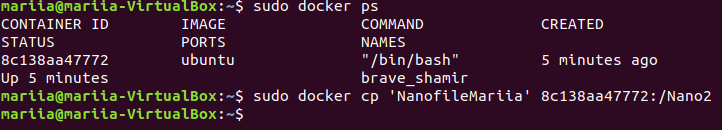 mariia@mariia-VirtualBox:~$ sudo docker ps
CONTAINER ID        IMAGE               COMMAND             CREATED
STATUS              PORTS               NAMES
8c138aa47772        ubuntu              "/bin/bash"         5 minutes ago
Up 5 minutes                            brave_shamir
mariia@mariia-VirtualBox:~$ sudo docker cp 'NanofileMariia' 8c138aa47772:/Nano2
mariia@mariia-VirtualBox:~$